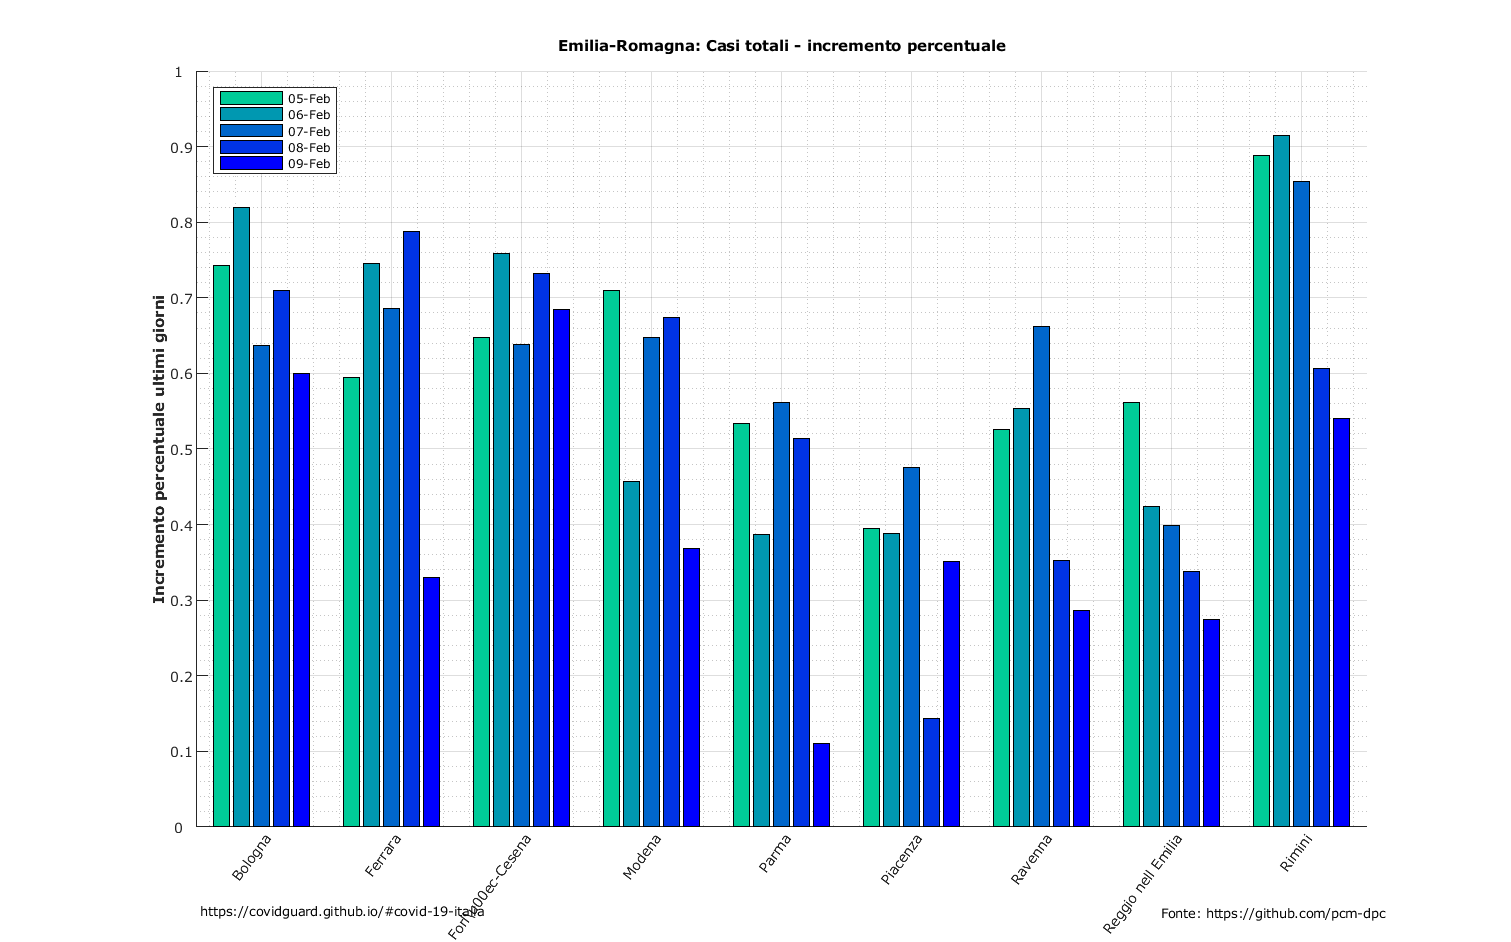 Emilia-Romagna: Casi totali - incremento percentuale
Incremento percentuale ultimi giorni
1
0.9
0.8
0.7
0.6
0.5
0.4
0.3
0.2
0.1
0
05-Feb
06-Feb
07-Feb
08-Feb
09-Feb
Bologna
Ferrara
Modena
Parma
Piacenza
Ravenna
Reggio nell Emilia
Rimini
https://covidguard.github.io/#covid-19-italia
Fonte: https://github.com/pcm-dpc